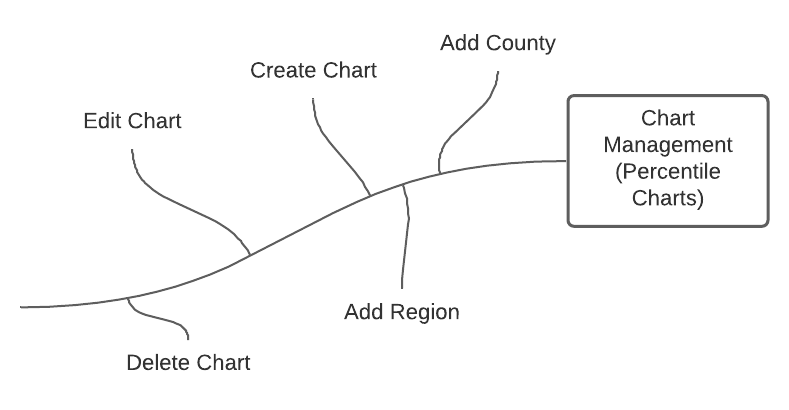 Add County
Create Chart
Edit Chart
Chart
Management
(Percentile
Charts)
Add Region
Delete Chart